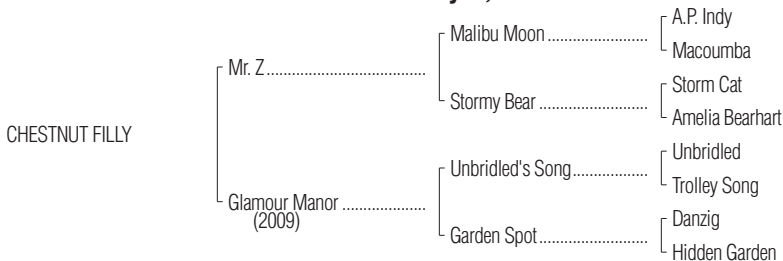 A.P. Indy
Malibu Moon
Macoumba
Mr. Z
Storm Cat
Stormy Bear
Amelia Bearhart
CHESTNUT FILLY
Unbridled
Unbridled's Song
Trolley Song
Glamour Manor
(2009)
Danzig
Garden Spot
Hidden Garden